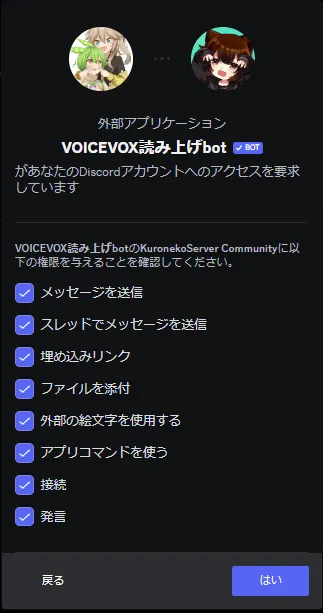 外部アプリケーション
VOICEVOX読み上げbot ✓ BOT
があなたのDiscordアカウントへのアクセスを要求
しています
VOICEVOX読み上げbotのKuronekoServer Communityに以
下の権限を与えることを確認してください。
メッセージを送信
スレッドでメッセージを送信
埋め込みリンク
ファイルを添付
外部の絵文字を使用する
アプリコマンドを使う
接続
発言
戻る
はい